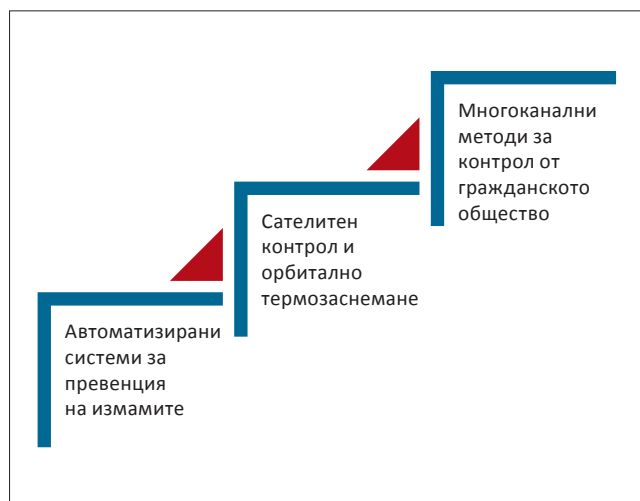 Многоканални
методи за
контрол от
гражданското
общество
Сателитен
контрол и
орбитално
термозаснемане
Автоматизирани
системи за
превенция
на измамите